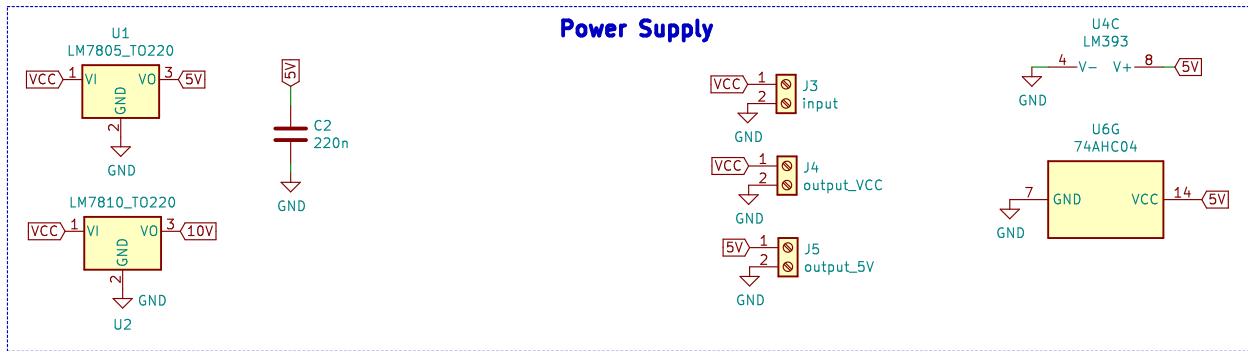 Power Supply
U1
LM7805_TO220
VCC 1 VI VO 3 5V
GND
2
GND
LM7810_TO220
VCC 1 VI VO 3 10V
GND
2
GND
U2
5V
C2
220n
GND
VCC 1 J3
2 input
GND
VCC 1 J4
2 output_VCC
GND
5V 1 J5
2 output_5V
GND
U4C
LM393
4 V- V+ 8 5V
GND
U6G
74AHC04
7 GND VCC 14 5V
GND